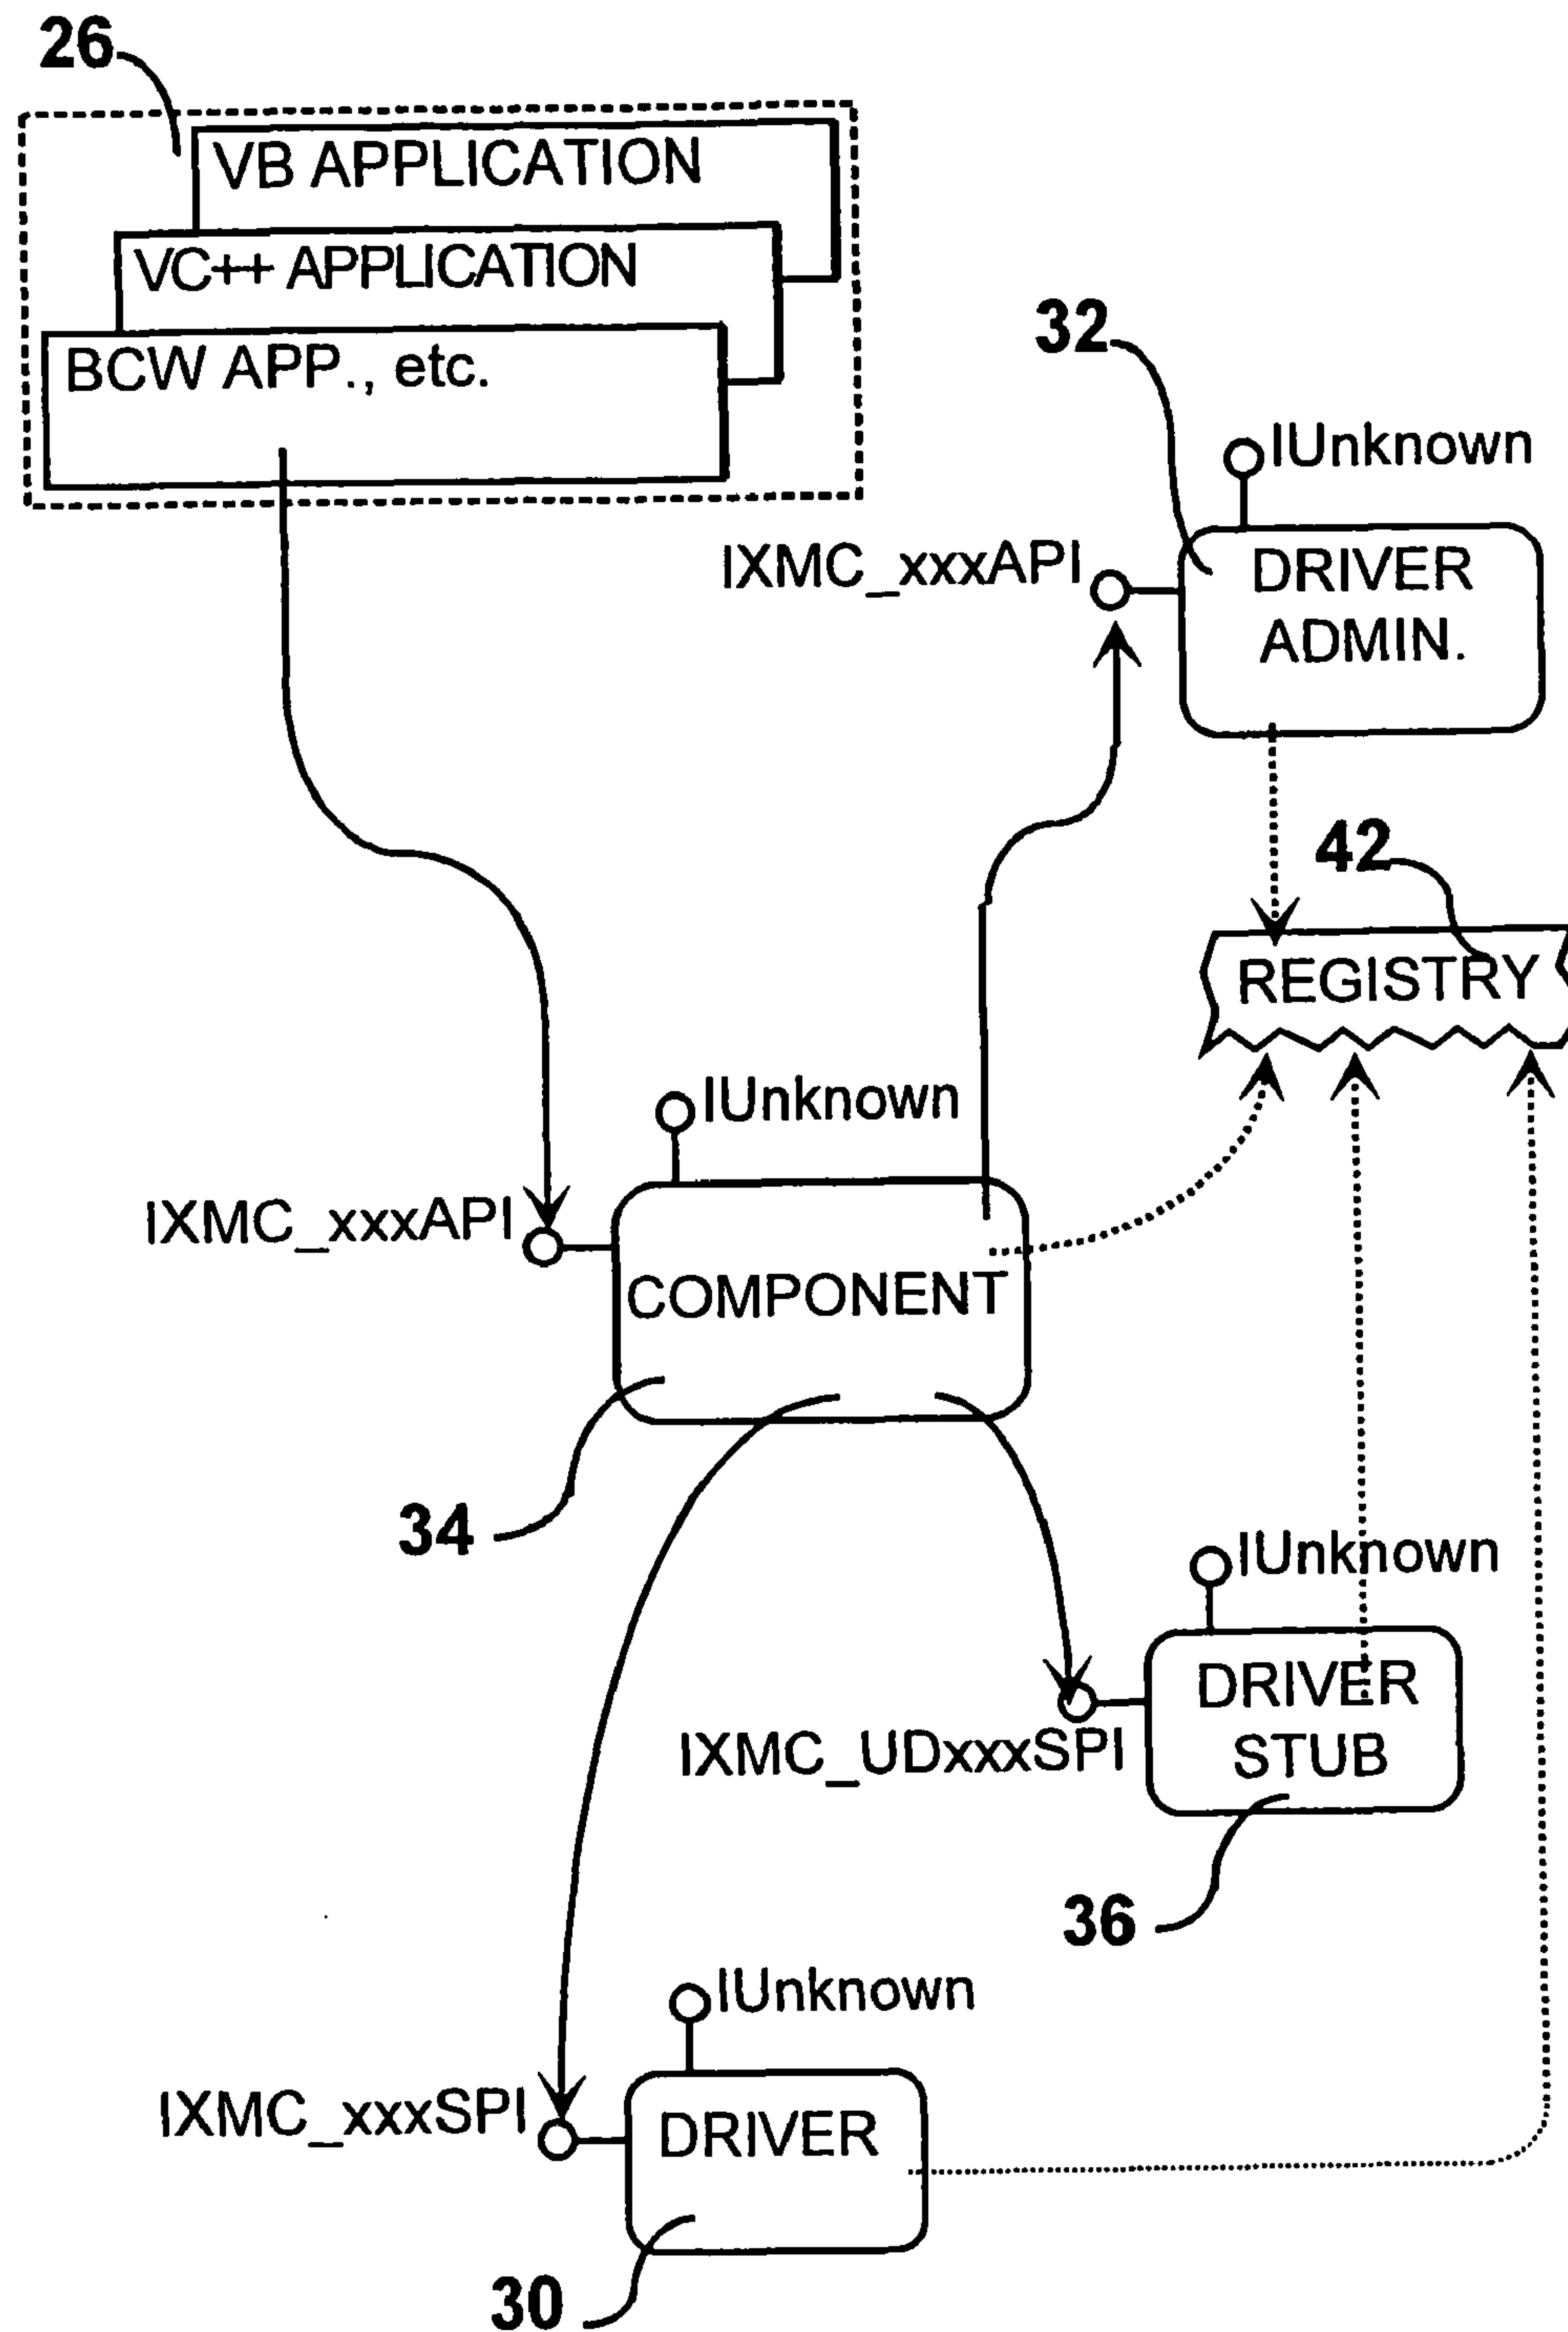 26
VB APPLICATION
VC++ APPLICATION
BCW APP., etc.
32
IUnknown
IXMC_xxxAPI
DRIVER
ADMIN.
42
REGISTRY
IUnknown
IXMC_xxxAPI
COMPONENT
34
IUnknown
DRIVER
STUB
IXMC_UDxxxSPI
36
IUnknown
IXMC_xxxSPI
DRIVER
30